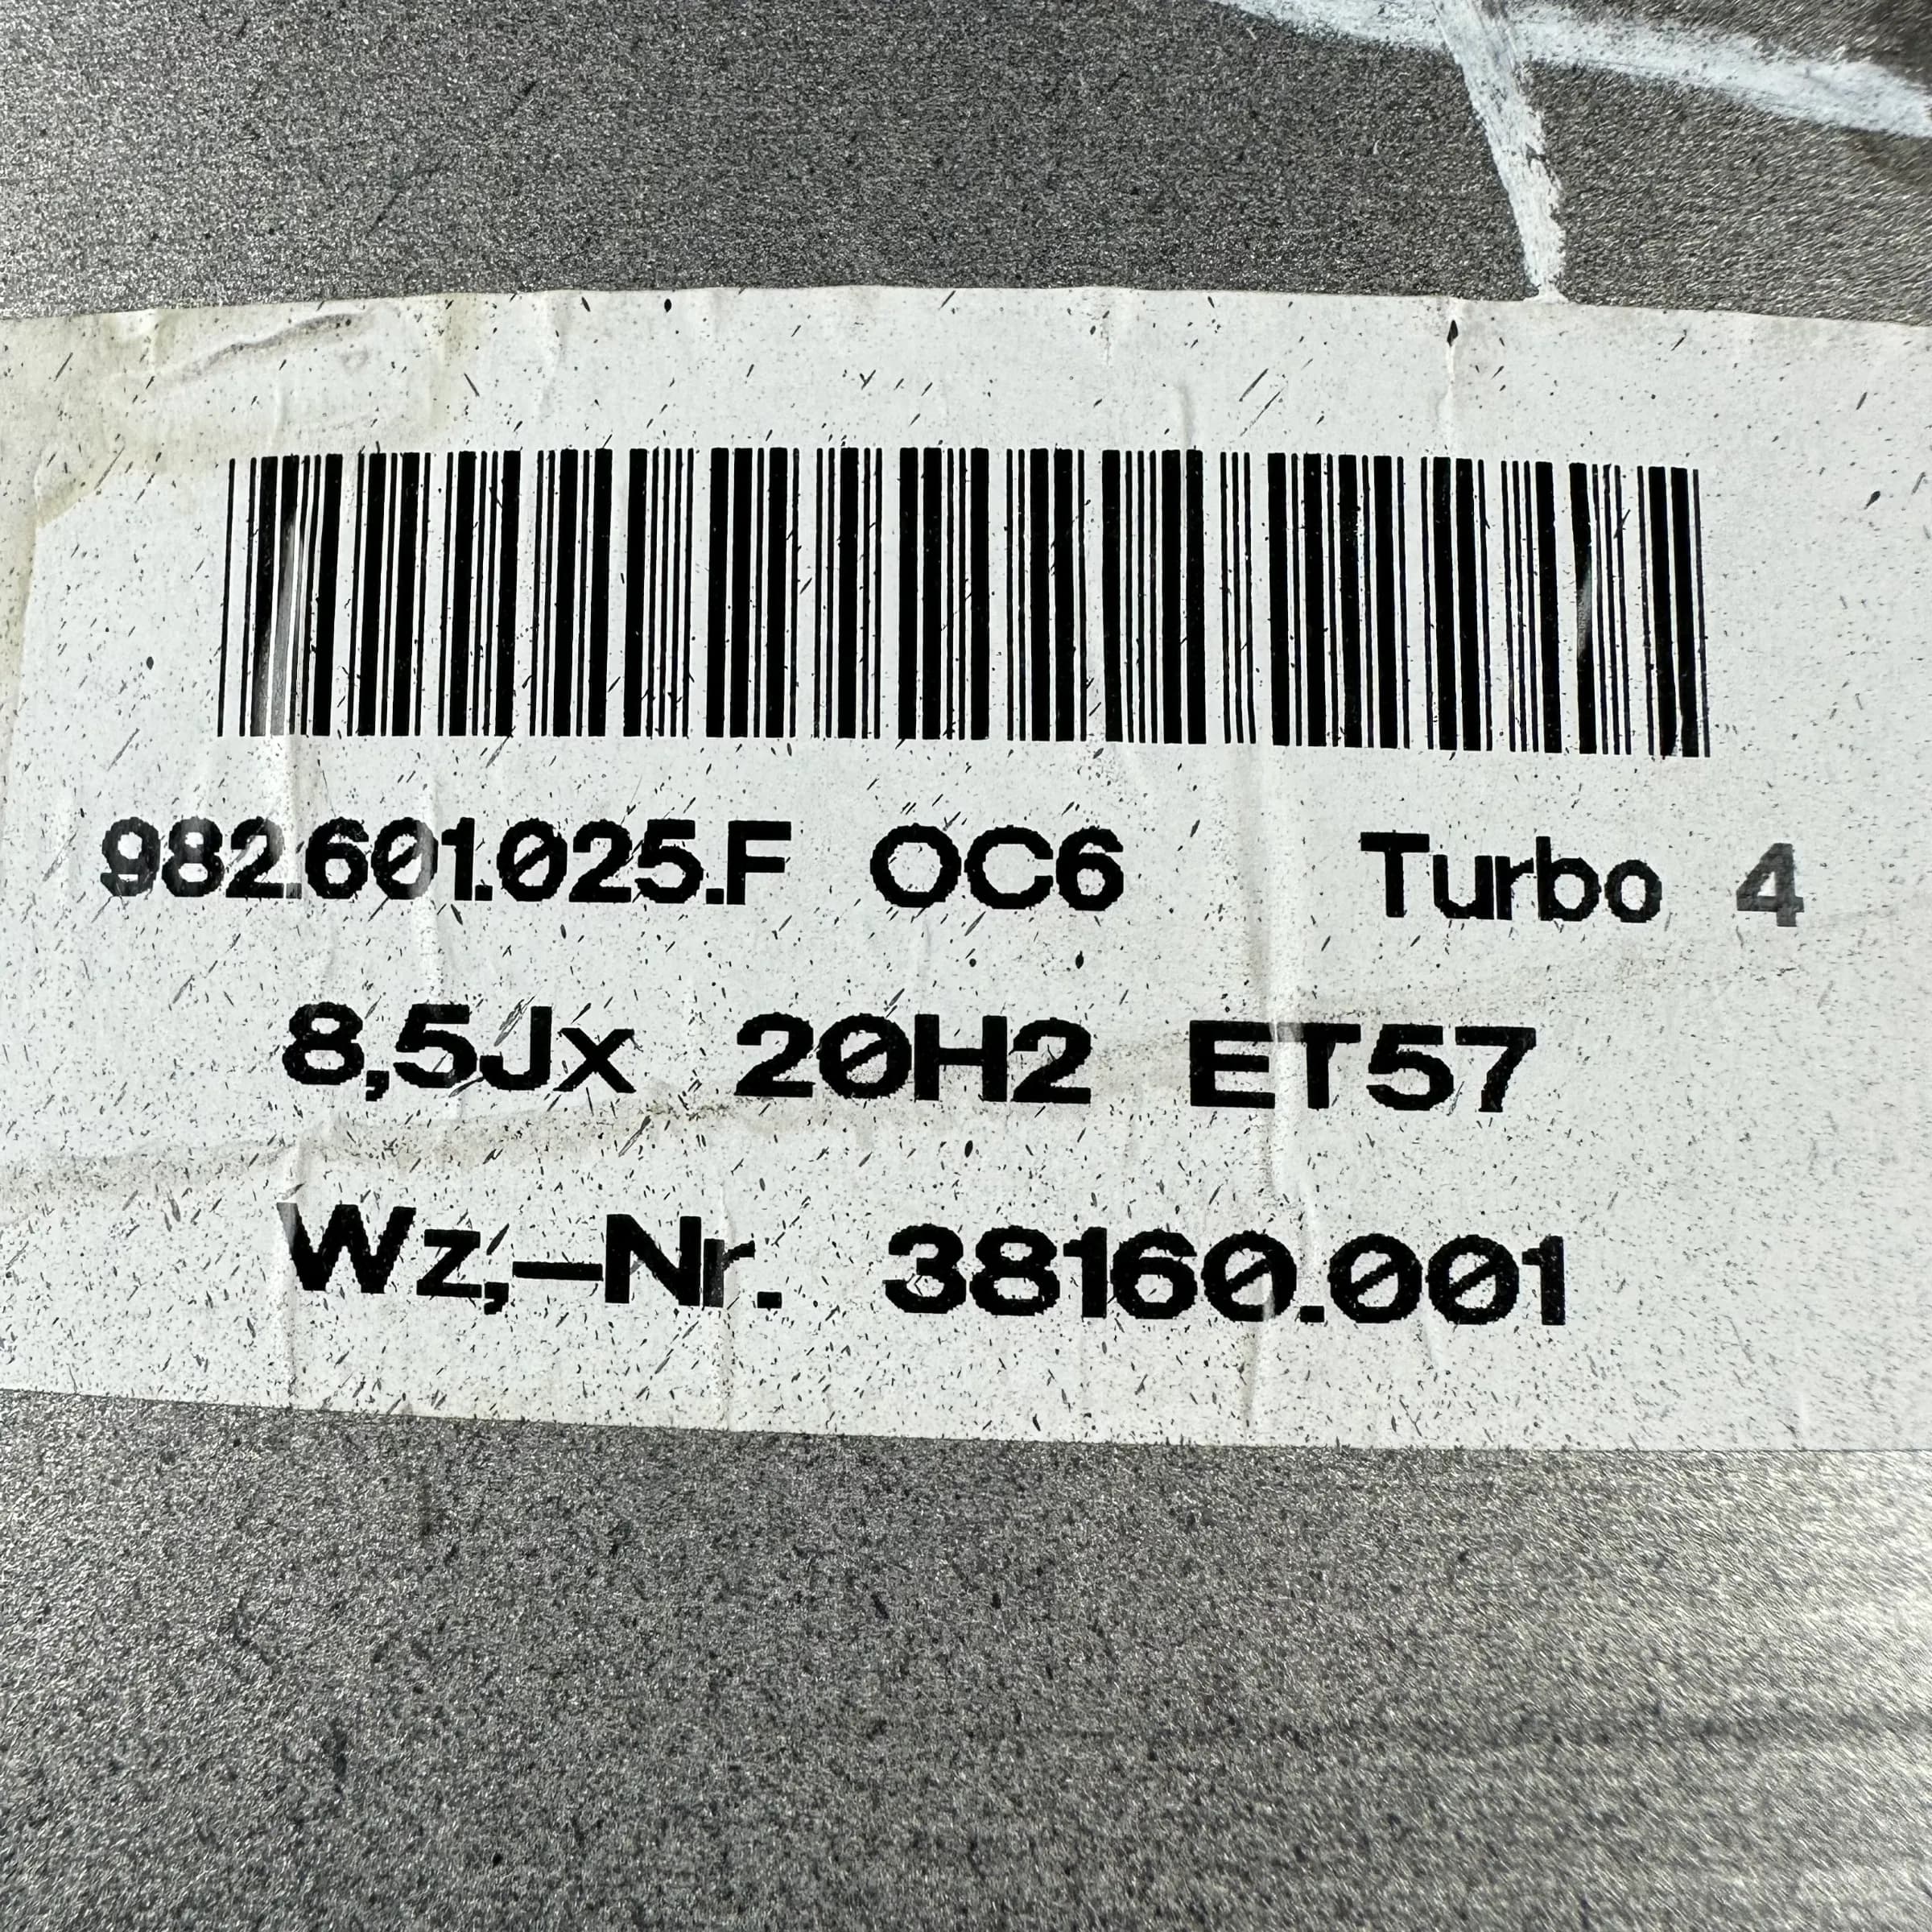 982.601.025.F OC6 Turbo 4
8,5Jx 20H2 ET57
Wz,-Nr. 38160.001